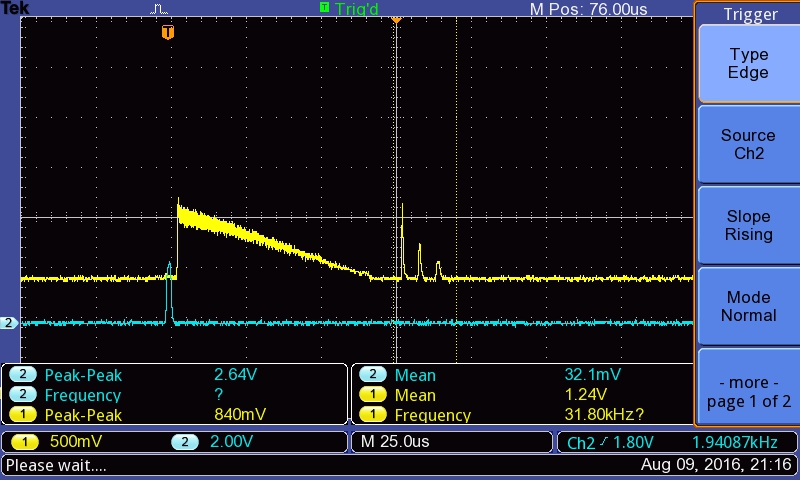 Tek
T Trig'd
M Pos: 76.00us
Trigger
T
Type
Edge
Source
Ch2
Slope
Rising
Mode
Normal
- more -
page 1 of 2
2
2 Peak-Peak 2.64V
2 Frequency ?
1 Peak-Peak 840mV
2 Mean 32.1mV
1 Mean 1.24V
1 Frequency 31.80kHz?
1 500mV 2 2.00V
M 25.0us
Ch2 1.80V 1.94087kHz
Please wait.... Aug 09, 2016, 21:16